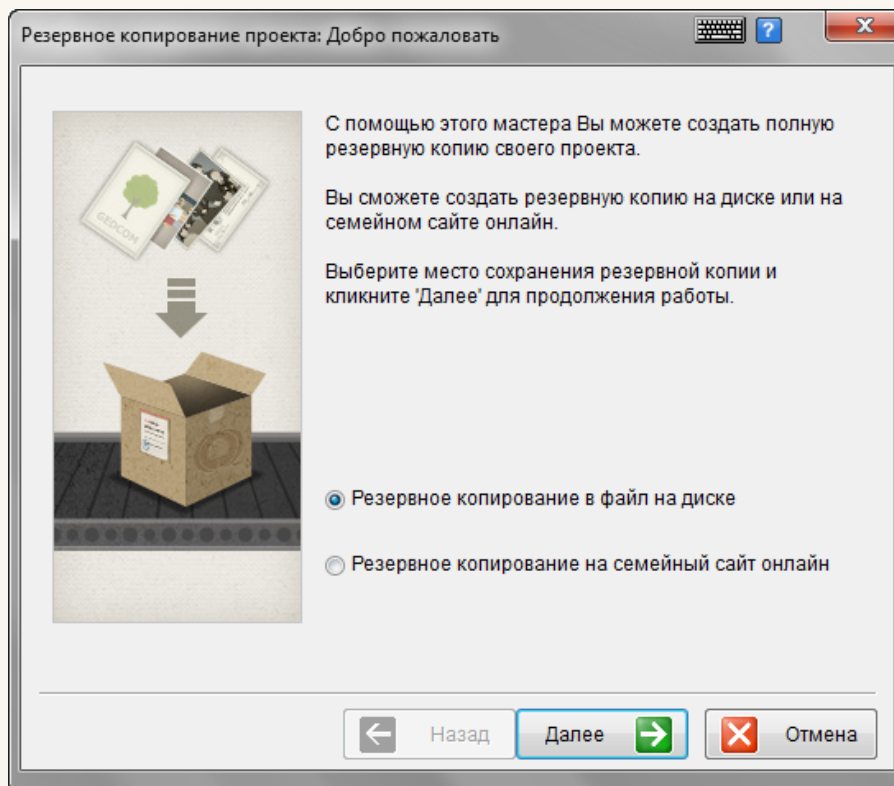 Резервное копирование проекта: Добро пожаловать
?
X
С помощью этого мастера Вы можете создать полную
резервную копию своего проекта.
Вы сможете создать резервную копию на диске или на
семейном сайте онлайн.
Выберите место сохранения резервной копии и
кликните 'Далее' для продолжения работы.
GEDCOM
Резервное копирование в файл на диске
Резервное копирование на семейный сайт онлайн
Назад
Далее
Отмена